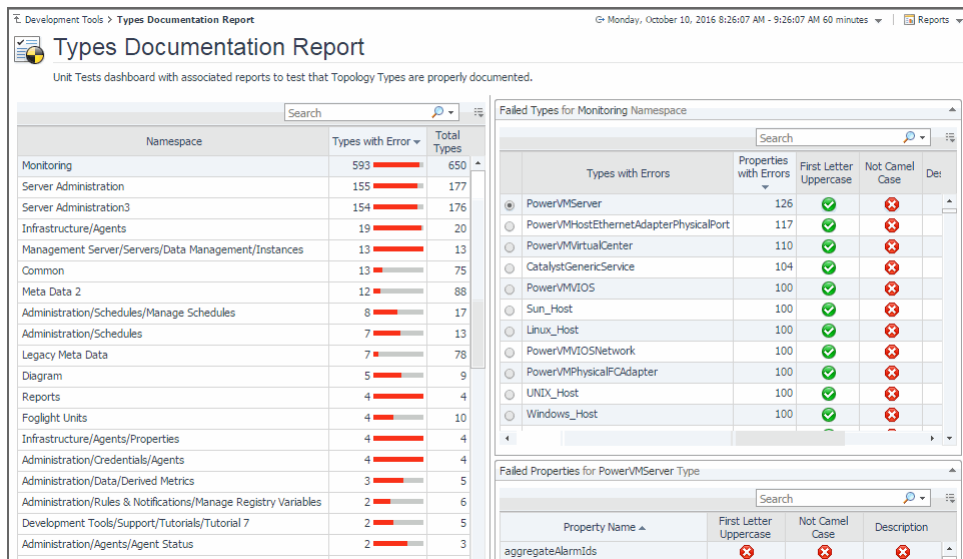 Development Tools > Types Documentation Report
Monday, October 10, 2016 8:26:07 AM - 9:26:07 AM 60 minutes
Reports
Types Documentation Report
Unit Tests dashboard with associated reports to test that Topology Types are properly documented.
Search
Namespace Types with Error Total Types
Monitoring 593 650
Server Administration 155 177
Server Administration3 154 176
Infrastructure/Agents 19 20
Management Server/Servers/Data Management/Instances 13 13
Common 13 75
Meta Data 2 12 88
Administration/Schedules/Manage Schedules 8 17
Administration/Schedules 7 13
Legacy Meta Data 7 78
Diagram 5 9
Reports 4 4
Foglight Units 4 10
Infrastructure/Agents/Properties 4 4
Administration/Credentials/Agents 4 4
Administration/Data/Derived Metrics 3 5
Administration/Rules & Notifications/Manage Registry Variables 2 6
Development Tools/Support/Tutorials/Tutorial 7 2 5
Administration/Agents/Agent Status 2 3
Failed Types for Monitoring Namespace
Search
Types with Errors Properties with Errors First Letter Uppercase Not Camel Case Des
PowerVMServer 126
PowerVMHostEthernetAdapterPhysicalPort 117
PowerVMVirtualCenter 110
CatalystGenericService 104
PowerVMVIOS 100
Sun_Host 100
Linux_Host 100
PowerVMVIOSNetwork 100
PowerVMPhysicalFCAdapter 100
UNIX_Host 100
Windows_Host 100
Failed Properties for PowerVMServer Type
Search
Property Name First Letter Uppercase Not Camel Case Description
aggregateAlarmIds